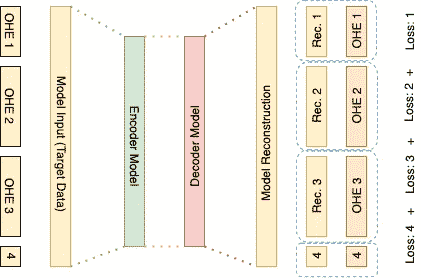 OHE 1
OHE 2
OHE 3
4
Model Input (Target Data)
Encoder Model
Decoder Model
Model Reconstruction
Rec. 1
Rec. 2
Rec. 3
4
OHE 1
OHE 2
OHE 3
4
Loss: 4 + Loss: 3 + Loss: 2 + Loss: 1